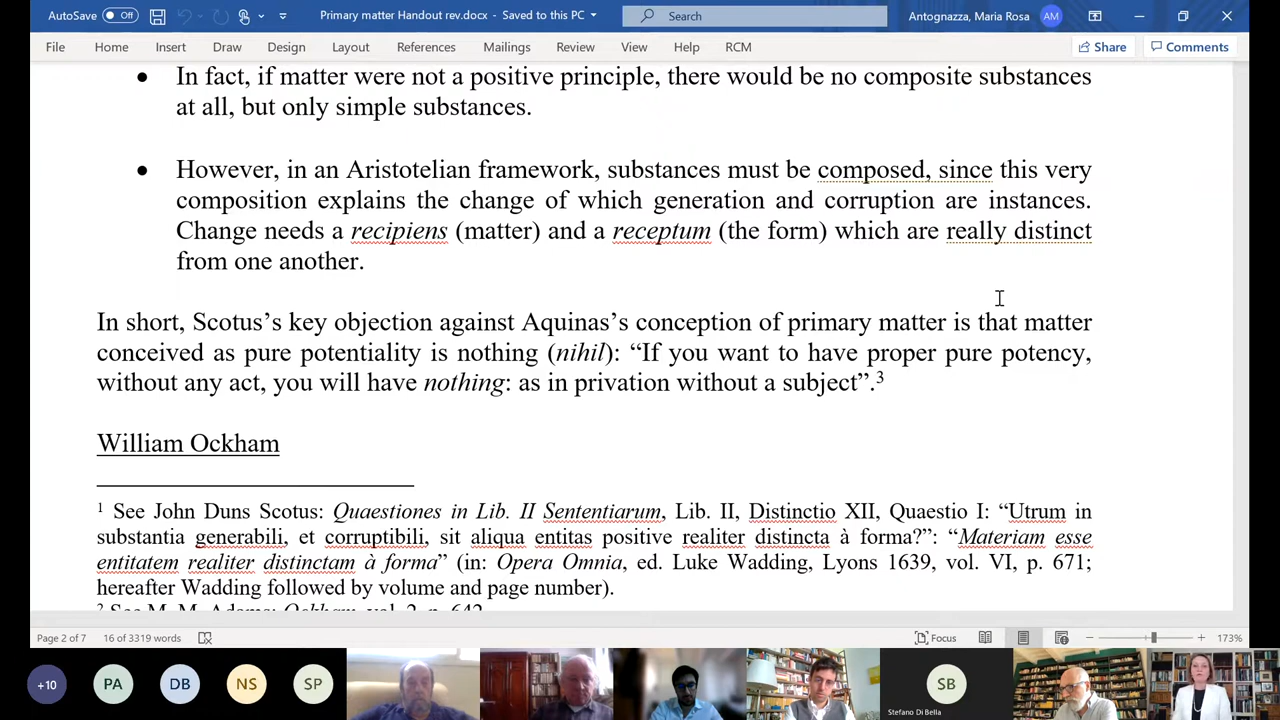 AutoSave Off Primary matter Handout rev.docx - Saved to this PC Search Antognazza, Maria Rosa AM
File Home Insert Draw Design Layout References Mailings Review View Help RCM Share Comments
• In fact, if matter were not a positive principle, there would be no composite substances
at all, but only simple substances.
• However, in an Aristotelian framework, substances must be composed, since this very
composition explains the change of which generation and corruption are instances.
Change needs a recipiens (matter) and a receptum (the form) which are really distinct
from one another.
In short, Scotus’s key objection against Aquinas’s conception of primary matter is that matter
conceived as pure potentiality is nothing (nihil): “If you want to have proper pure potency,
without any act, you will have nothing: as in privation without a subject”.3
William Ockham
1 See John Duns Scotus: Quaestiones in Lib. II Sententiarum, Lib. II, Distinctio XII, Quaestio I: “Utrum in
substantia generabili, et corruptibili, sit aliqua entitas positive realiter distincta à forma?”: “Materiam esse
entitatem realiter distinctam à forma” (in: Opera Omnia, ed. Luke Wadding, Lyons 1639, vol. VI, p. 671;
hereafter Wadding followed by volume and page number).
2 See M. M. Adams: Ockham, vol. 2, p. 642
Page 2 of 7 16 of 3319 words Focus 173%
+10 PA DB NS SP SB
Stefano Di Bella